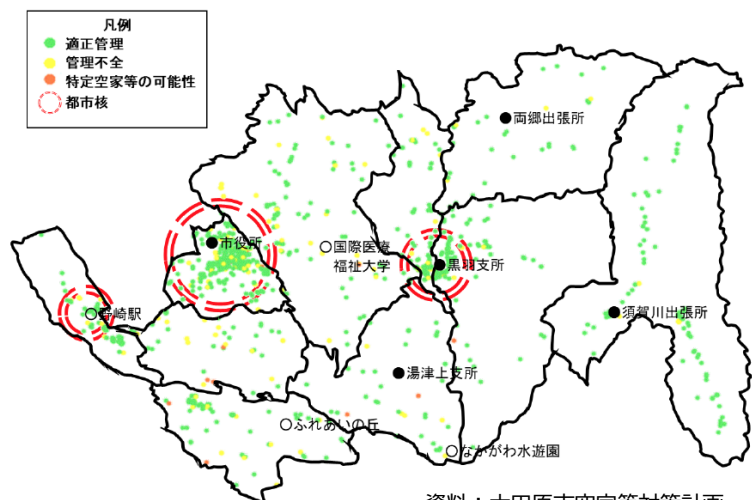 凡例
適正管理
管理不全
特定空家等の可能性
都市核
両郷出張所
市役所
国際医療
福祉大学
黒羽支所
野崎駅
須賀川出張所
湯津上支所
ふれあいの丘
なかがわ水遊園